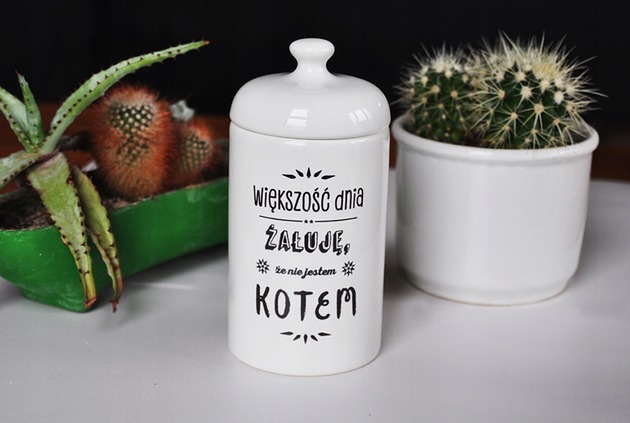 WIĘKSZOŚĆ dnia
ŻAŁUJĘ,
że nie jestem
KOTEM